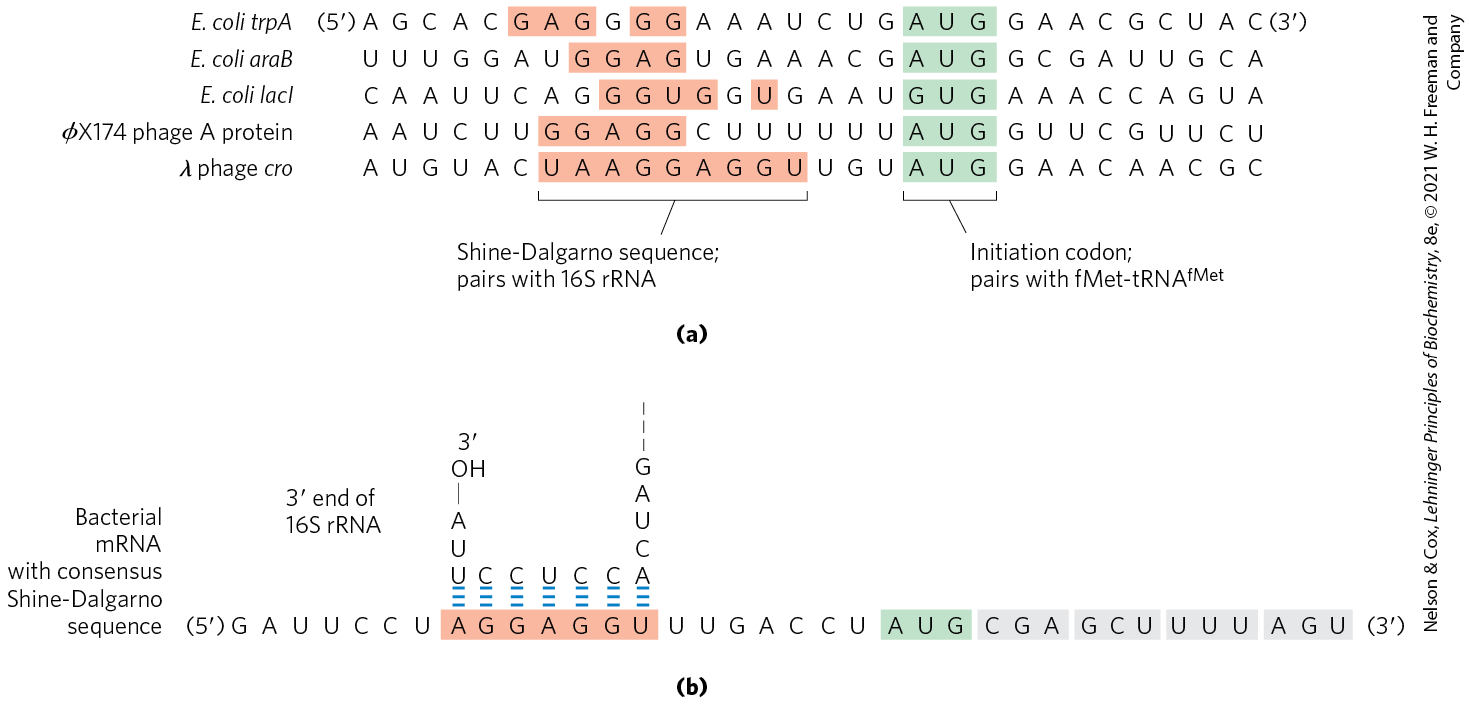 E. coli trpA (5′) A G C A C G A G G G G A A A U C U G A U G G A A C G C U A C (3′)
E. coli araB U U U G G A U G G A G U G A A A C G A U G G C G A U U G C A
E. coli lacI C A A U U C A G G G U G G U G A A U G U G A A A C C A G U A
ϕX174 phage A protein A A U C U U G G A G G C U U U U U U A U G G U U C G U U C U
λ phage cro A U G U A C U A A G G A G G U U G U A U G G A A C A A C G C
Shine-Dalgarno sequence;
pairs with 16S rRNA
Initiation codon;
pairs with fMet-tRNAfMet
(a)
3′
OH
A
U
U C C U C C A
C
U
A
G
3′ end of
16S rRNA
Bacterial
mRNA
with consensus
Shine-Dalgarno
sequence
(5′) G A U U C C U A G G A G G U U U G A C C U A U G C G A G C U U U U A G U (3′)
(b)
Nelson & Cox, Lehninger Principles of Biochemistry, 8e, © 2021 W. H. Freeman and
Company